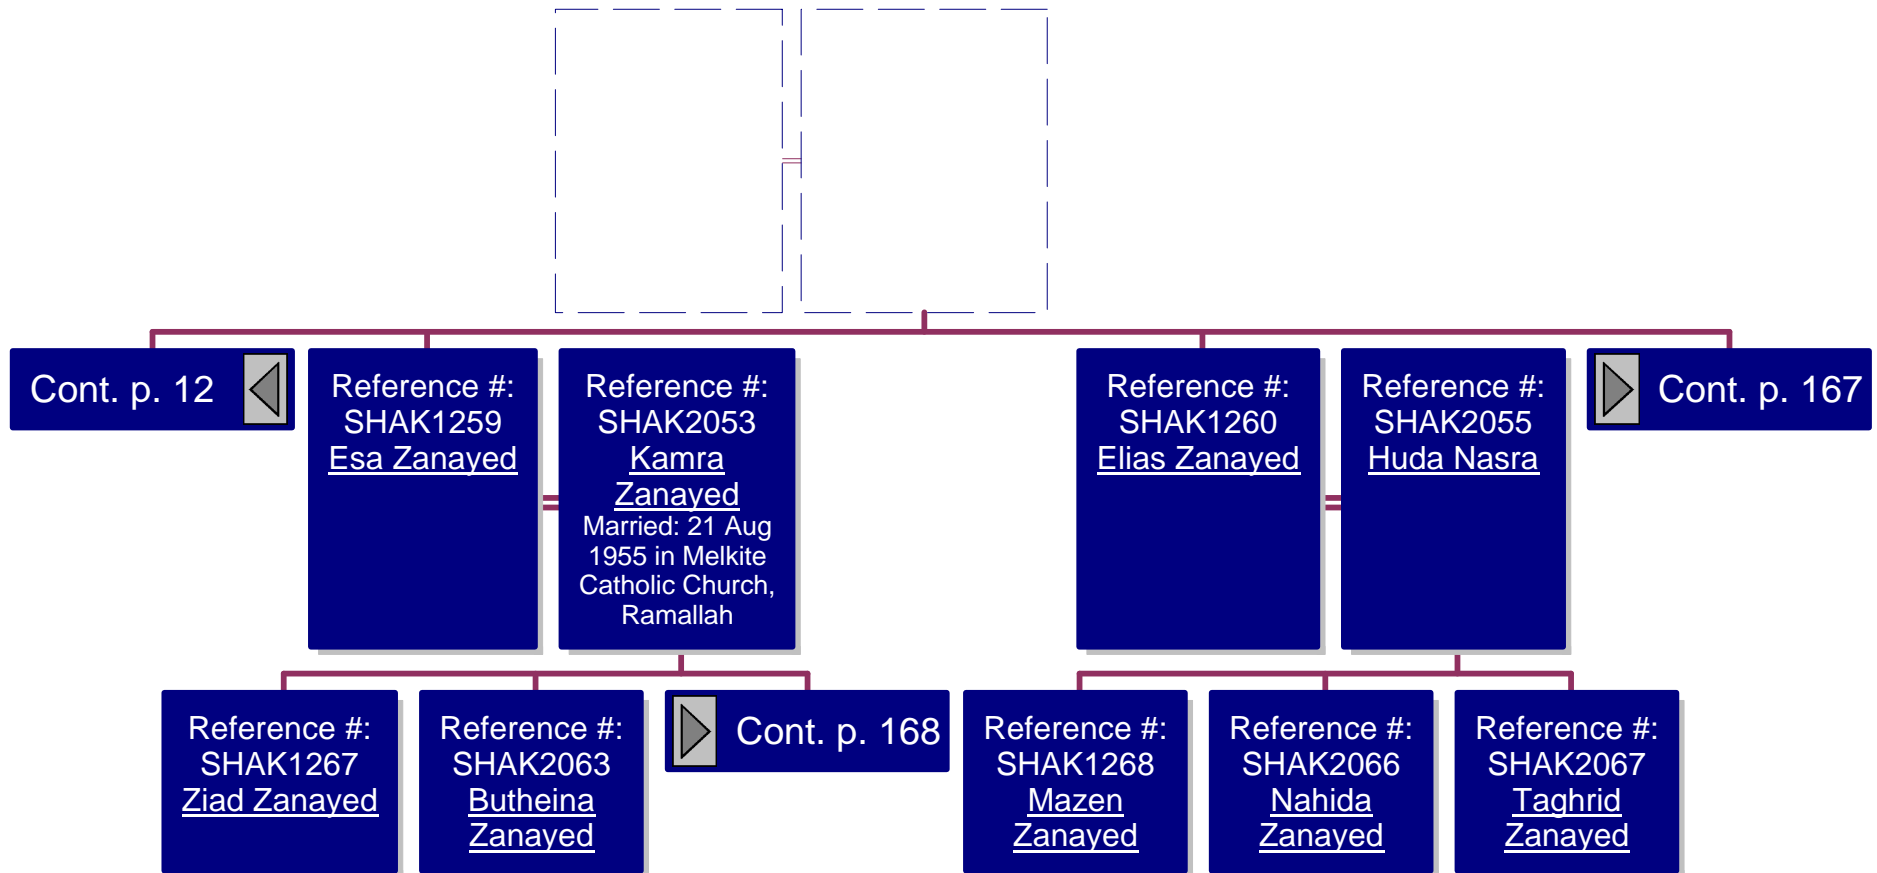 Cont. p. 12
Reference #:
SHAK1259
Esa Zanayed
Reference #:
SHAK2053
Kamra
Zanayed
Married: 21 Aug
1955 in Melkite
Catholic Church,
Ramallah
Reference #:
SHAK1260
Elias Zanayed
Reference #:
SHAK2055
Huda Nasra
Cont. p. 167
Reference #:
SHAK1267
Ziad Zanayed
Reference #:
SHAK2063
Butheina
Zanayed
Cont. p. 168
Reference #:
SHAK1268
Mazen
Zanayed
Reference #:
SHAK2066
Nahida
Zanayed
Reference #:
SHAK2067
Taghrid
Zanayed